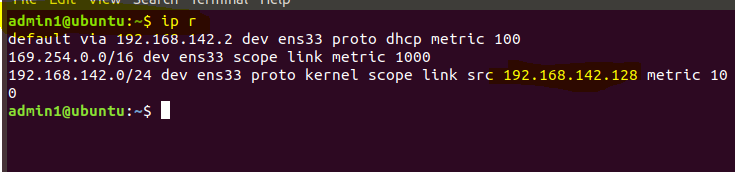 File Edit View Search Terminal Help
admin1@ubuntu:~$ ip r
default via 192.168.142.2 dev ens33 proto dhcp metric 100
169.254.0.0/16 dev ens33 scope link metric 1000
192.168.142.0/24 dev ens33 proto kernel scope link src 192.168.142.128 metric 10
0
admin1@ubuntu:~$